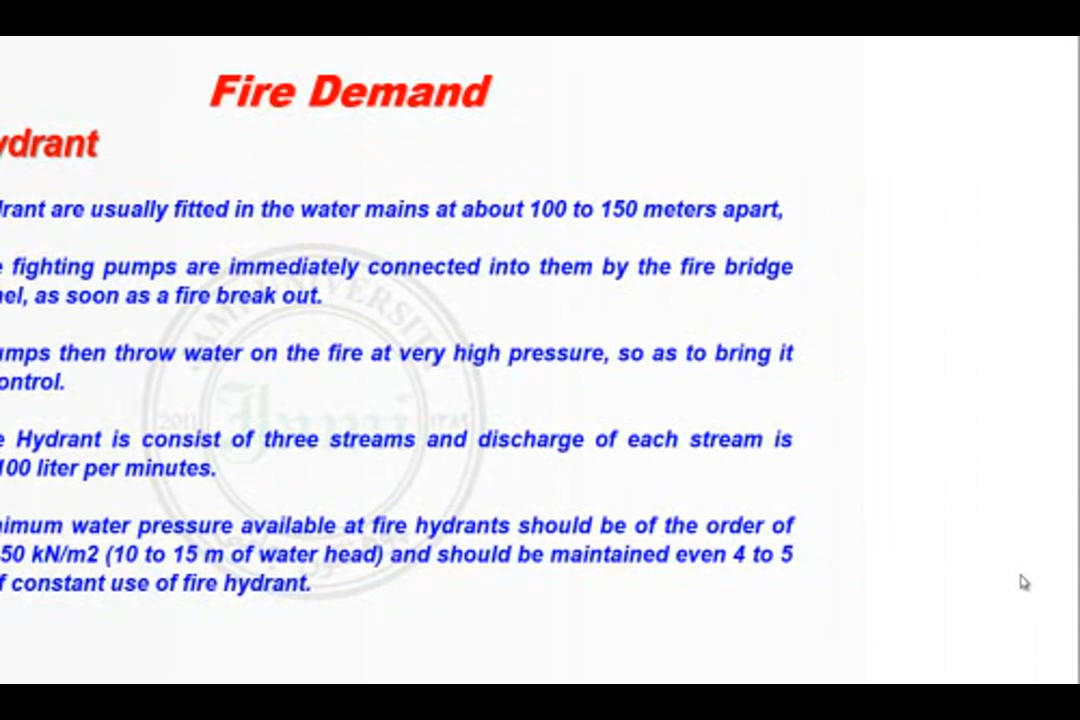 Fire Demand
ydrant
drant are usually fitted in the water mains at about 100 to 150 meters apart,
e fighting pumps are immediately connected into them by the fire bridge
nel, as soon as a fire break out.
umps then throw water on the fire at very high pressure, so as to bring it
ontrol.
e Hydrant is consist of three streams and discharge of each stream is
100 liter per minutes.
nimum water pressure available at fire hydrants should be of the order of
50 kN/m2 (10 to 15 m of water head) and should be maintained even 4 to 5
f constant use of fire hydrant.
UNIVERSITY
2011